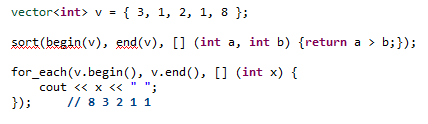 vector<int> v = { 3, 1, 2, 1, 8 };
sort(begin(v), end(v), [] (int a, int b) {return a > b;});
for_each(v.begin(), v.end(), [] (int x) {
    cout << x << " ";
});     // 8 3 2 1 1